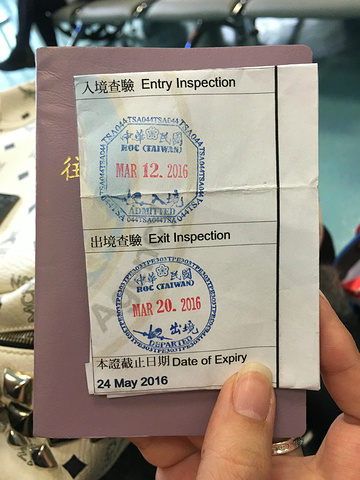 入境查驗 Entry Inspection
中華民國
ROC (TAIWAN)
MAR 12. 2016
ADMITTED
往
出境查驗 Exit Inspection
中華民國
ROC (TAIWAN)
MAR 20. 2016
出境
DEPARTED
本證截止日期 Date of Expiry
24 May 2016